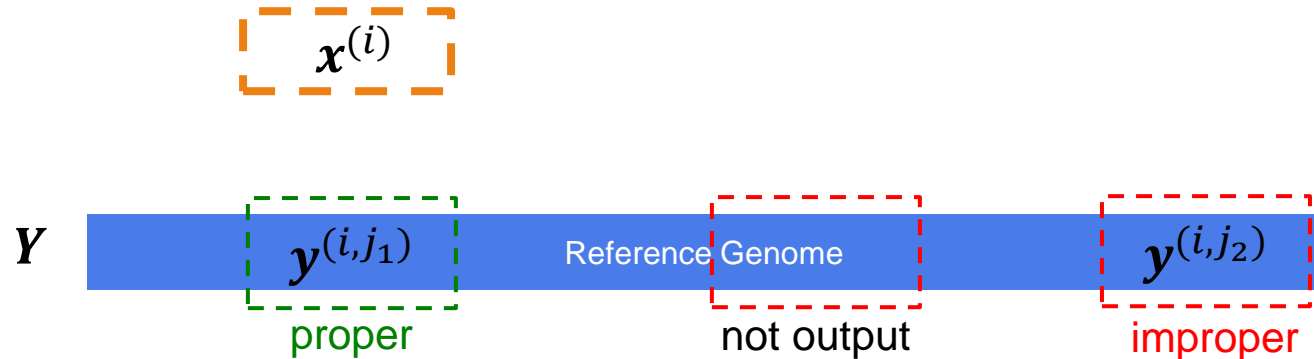 x^{(i)}
Y y^{(i,j_1)} Reference Genome y^{(i,j_2)}
proper not output improper